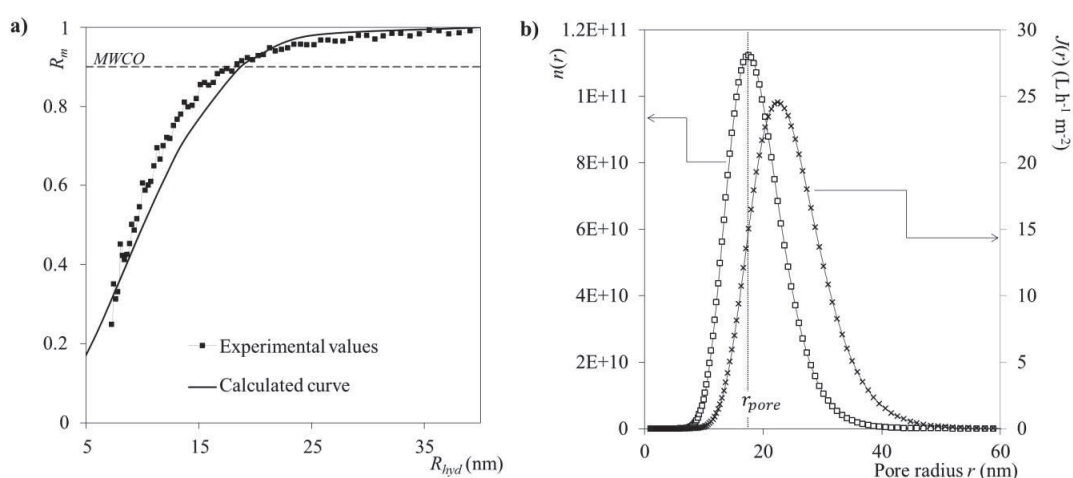 a)
1
0.8
0.6
0.4
0.2
0
R_m
MWCO
Experimental values
Calculated curve
5
15
25
35
R_hyd (nm)
b)
1.2E+11
1E+11
8E+10
6E+10
4E+10
2E+10
0
n(r)
30
25
20
15
10
5
0
J(r) (L h⁻¹ m⁻²)
r_pore
0
20
40
60
Pore radius r (nm)